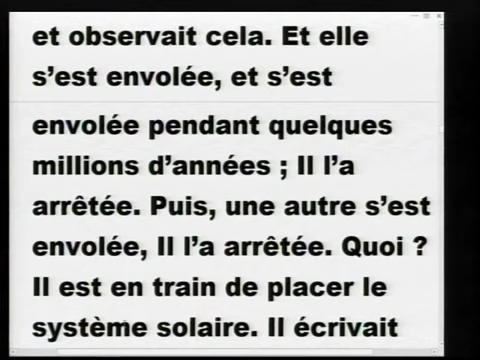 et observait cela. Et elle
s’est envolée, et s’est
envolée pendant quelques
millions d’années ; Il l’a
arrêtée. Puis, une autre s’est
envolée, Il l’a arrêtée. Quoi ?
Il est en train de placer le
système solaire. Il écrivait